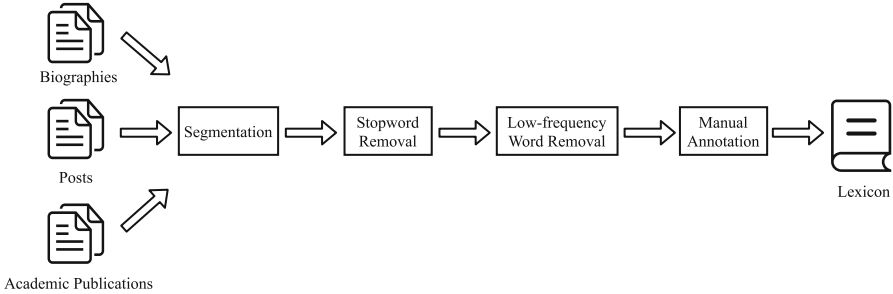 Biographies
Posts
Academic Publications
Segmentation
Stopword
Removal
Low-frequency
Word Removal
Manual
Annotation
Lexicon